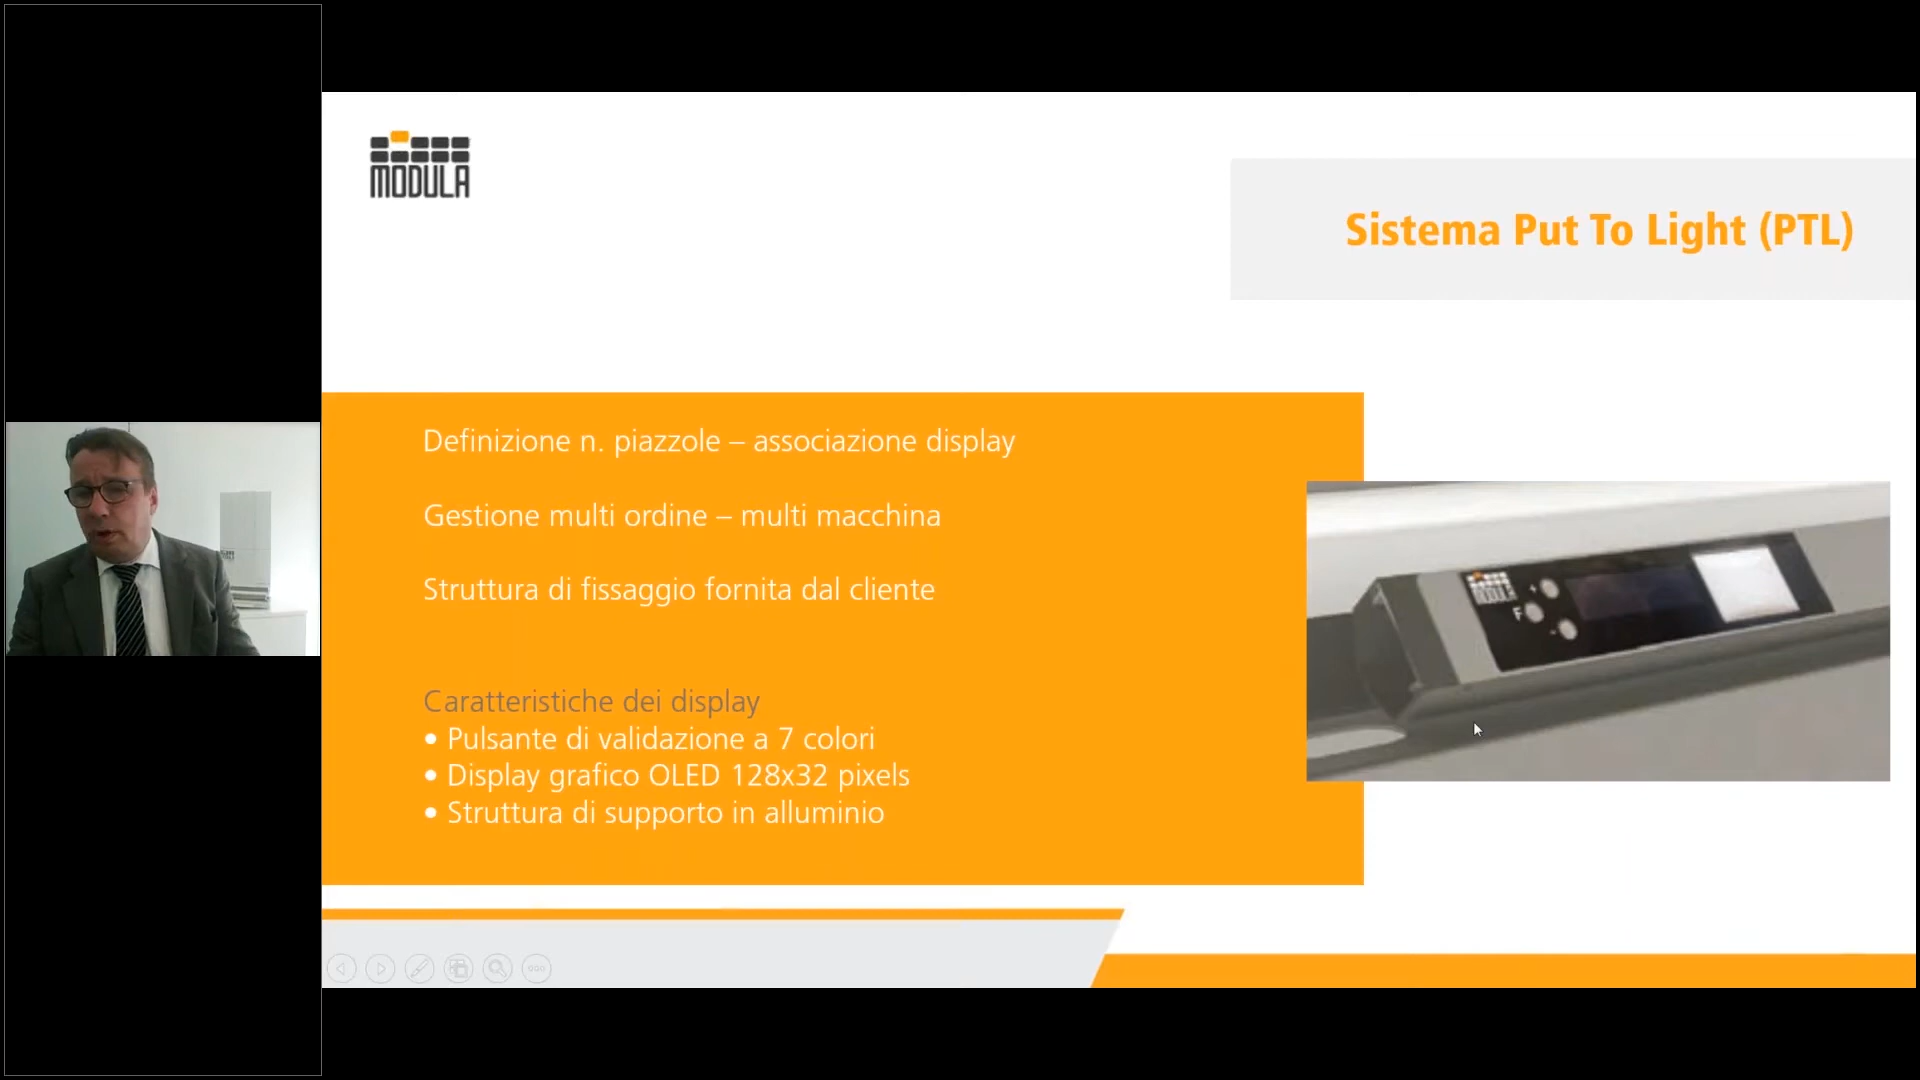 MODULA
Sistema Put To Light (PTL)
Definizione n. piazzole – associazione display
Gestione multi ordine – multi macchina
Struttura di fissaggio fornita dal cliente
Caratteristiche dei display
• Pulsante di validazione a 7 colori
• Display grafico OLED 128x32 pixels
• Struttura di supporto in alluminio
MODULA
+
F
-